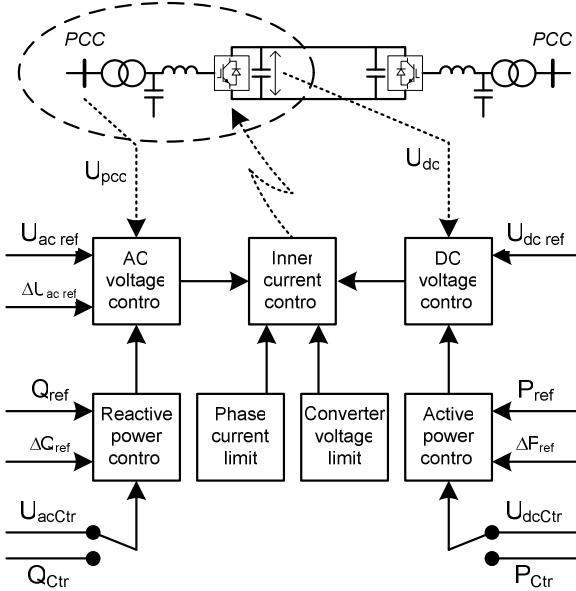 PCC
PCC
Upcc
Udc
Uac ref
Udc ref
AC
voltage
contro
Inner
current
contro
DC
voltage
contro
ΔUac ref
Qref
Pref
Reactive
power
contro
Phase
current
limit
Converter
voltage
limit
Active
power
contro
ΔQref
ΔPref
UacCtr
UdcCtr
QCtr
PCtr